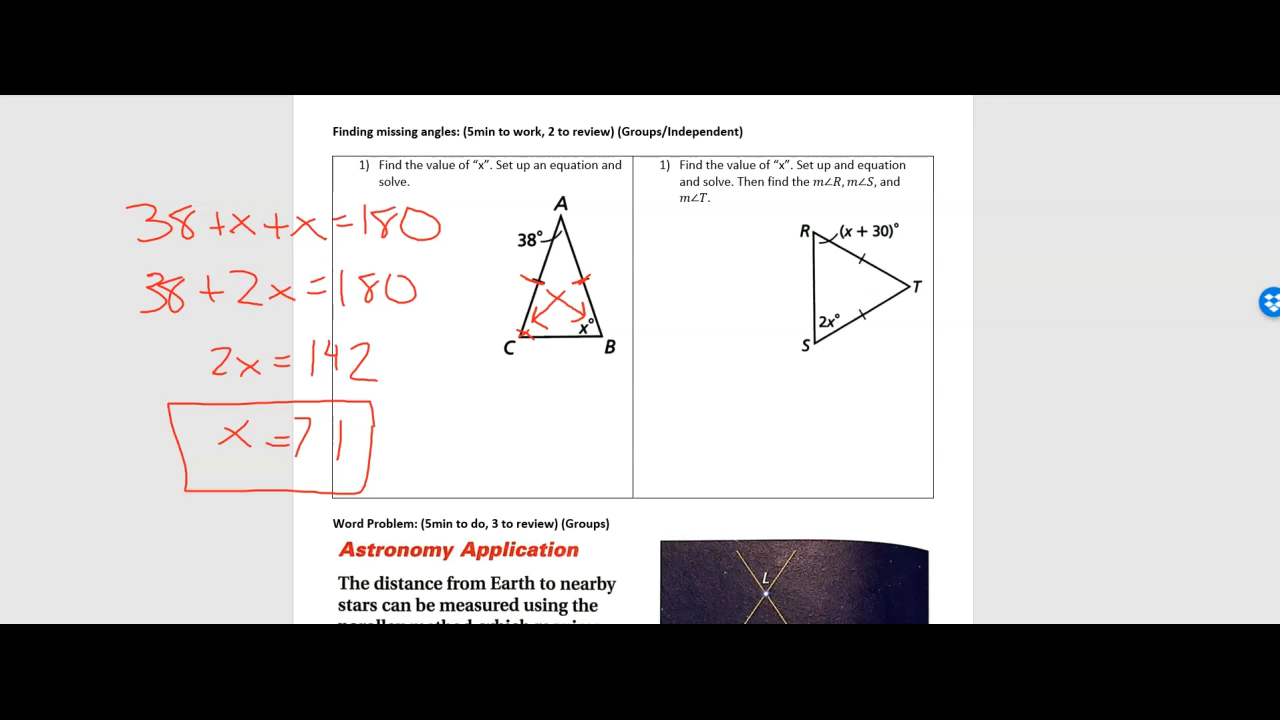 Finding missing angles: (5min to work, 2 to review) (Groups/Independent)
1) Find the value of “x”. Set up an equation and
solve.
38 + x + x = 180
38 + 2x = 180
2x = 142
x = 71
A
38°
x
x°
C
B
1) Find the value of “x”. Set up and equation
and solve. Then find the m∠R, m∠S, and
m∠T.
R
(x + 30)°
T
2x°
S
Word Problem: (5min to do, 3 to review) (Groups)
Astronomy Application
The distance from Earth to nearby
stars can be measured using the
L